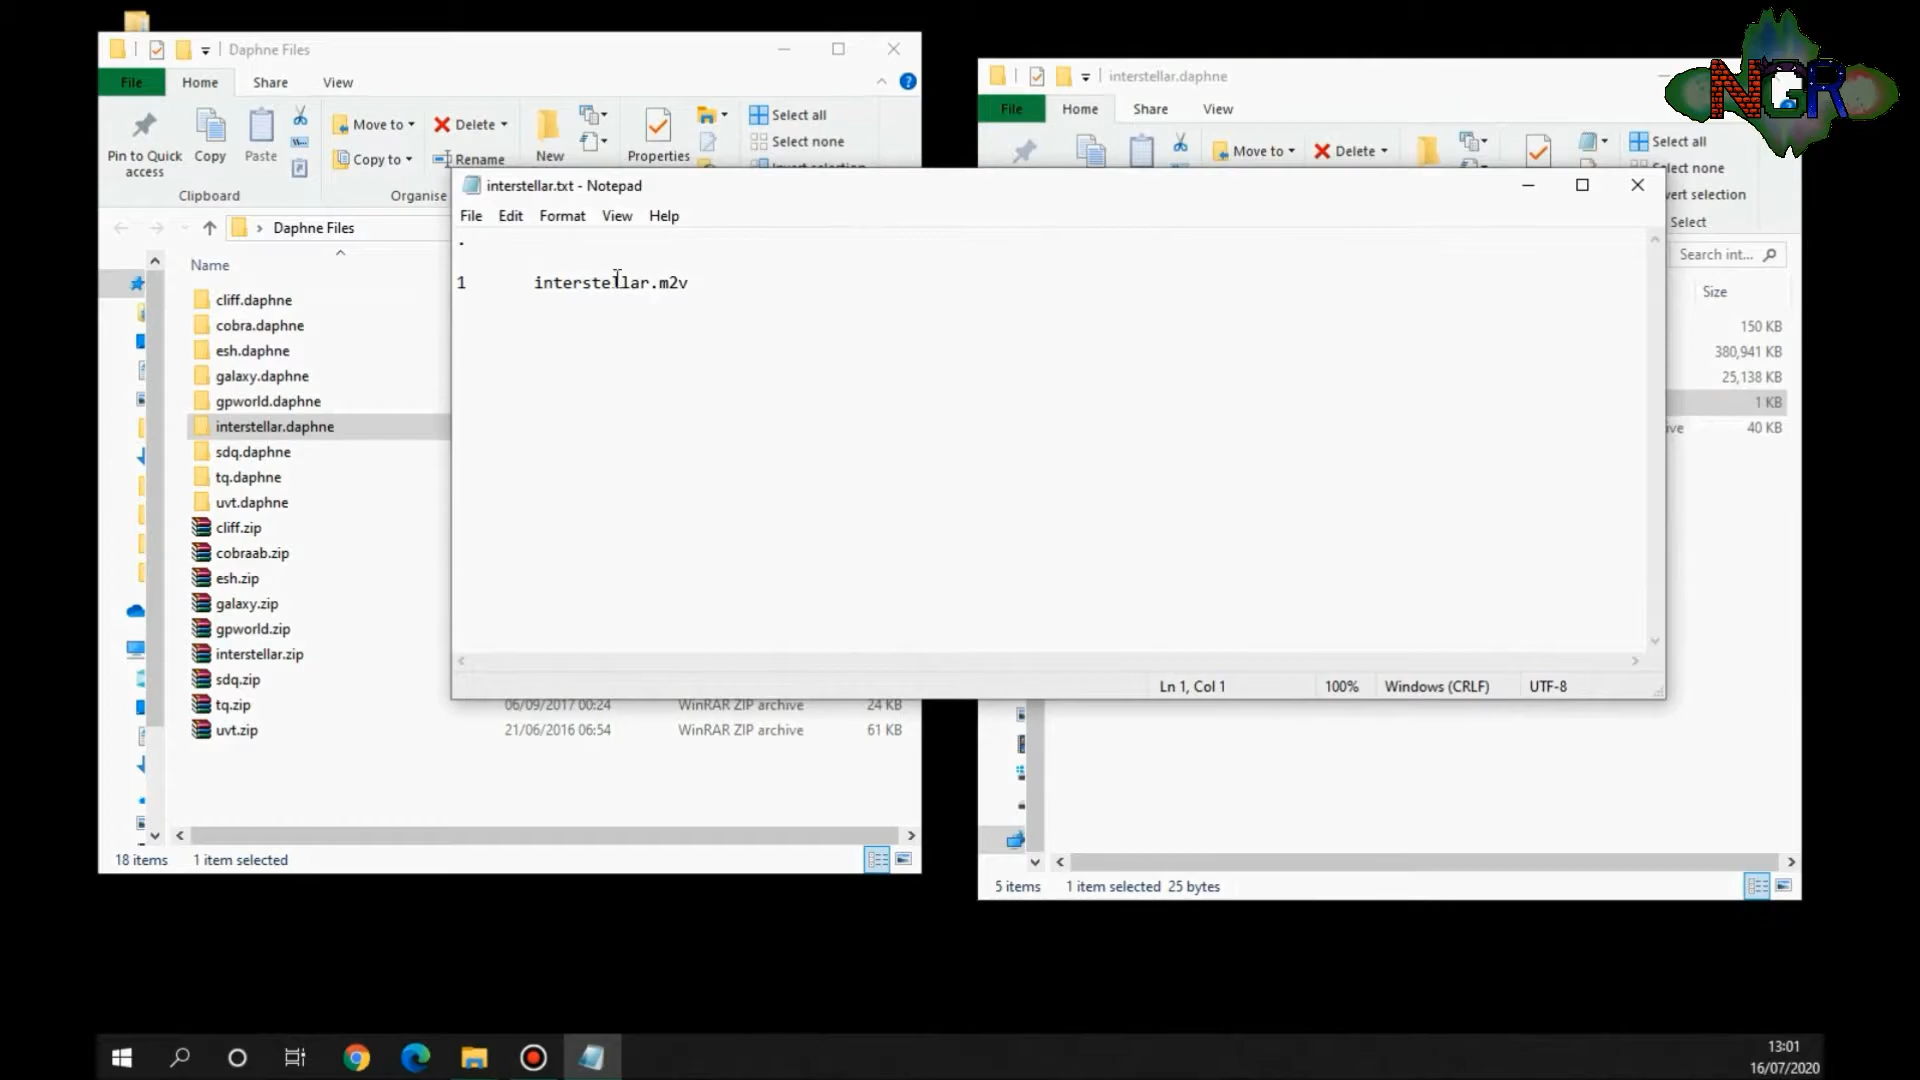 Daphne Files
File Home Share View
Pin to Quick access
Copy
Paste
Move to
Copy to
Delete
Rename
New
Properties
Select all
Select none
Clipboard
Organise
Daphne Files
Name
cliff.daphne
cobra.daphne
esh.daphne
galaxy.daphne
gpworld.daphne
interstellar.daphne
sdq.daphne
tq.daphne
uvt.daphne
cliff.zip
cobraab.zip
esh.zip
galaxy.zip
gpworld.zip
interstellar.zip
sdq.zip
tq.zip 06/09/2017 00:24 WinRAR ZIP archive 24 KB
uvt.zip 21/06/2016 06:54 WinRAR ZIP archive 61 KB
18 items 1 item selected
interstellar.txt - Notepad
File Edit Format View Help
.
1 interstellar.m2v
Ln 1, Col 1 100% Windows (CRLF) UTF-8
interstellar.daphne
File Home Share View
Move to
Delete
Select all
lect none
vert selection
Select
Search int...
Size
150 KB
380,941 KB
25,138 KB
1 KB
ive 40 KB
5 items 1 item selected 25 bytes
NGR
13:01
16/07/2020